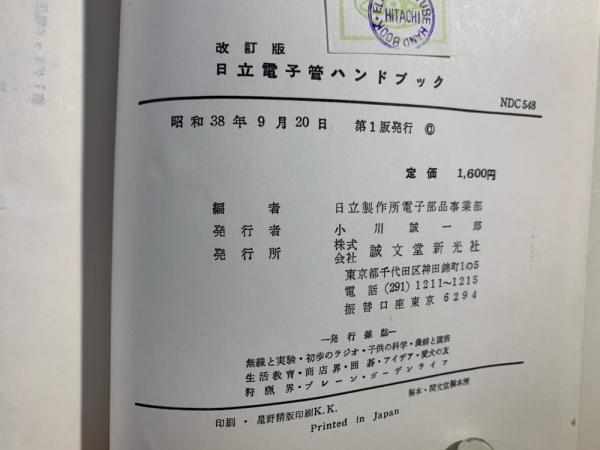 HITACHI
TUBE HAND BOOK
改訂版
日立電子管ハンドブック
NDC 548
昭和38年9月20日 第1版発行 ©
定価 1,600円
編者 日立製作所電子部品事業部
発行者 小川誠一郎
発行所 株式会社 誠文堂新光社
東京都千代田区神田錦町1の5
電話 (291) 1211〜1215
振替口座東京 6294
—発行雑誌—
無線と実験・初歩のラジオ・子供の科学・農耕と園芸
生活教育・商店界・囲碁・アイデア・愛犬の友
狩猟界・ブレーン・ガーデンライフ
印刷・星野精版印刷K.K. 製本・関文堂製本所
Printed in Japan